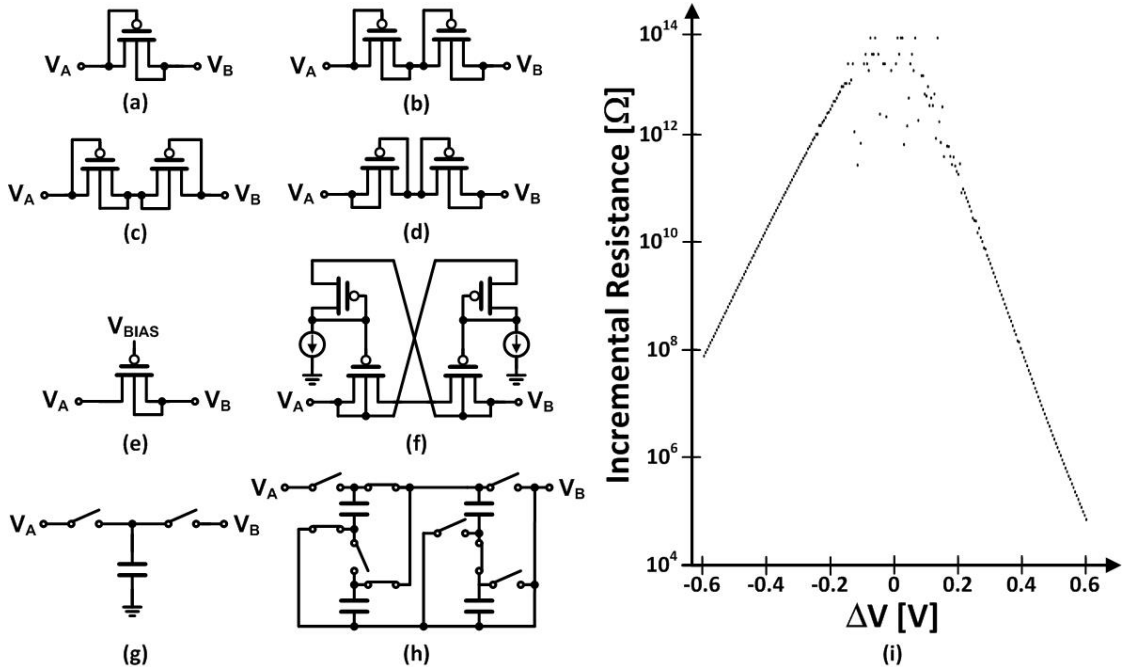 V_A V_B
(a)
V_A V_B
(b)
V_A V_B
(c)
V_A V_B
(d)
V_BIAS
V_A V_B
(e)
V_A V_B
(f)
V_A V_B
(g)
V_A V_B
(h)
Incremental Resistance [Ω]
10^14
10^12
10^10
10^8
10^6
10^4
-0.6 -0.4 -0.2 0 0.2 0.4 0.6
ΔV [V]
(i)